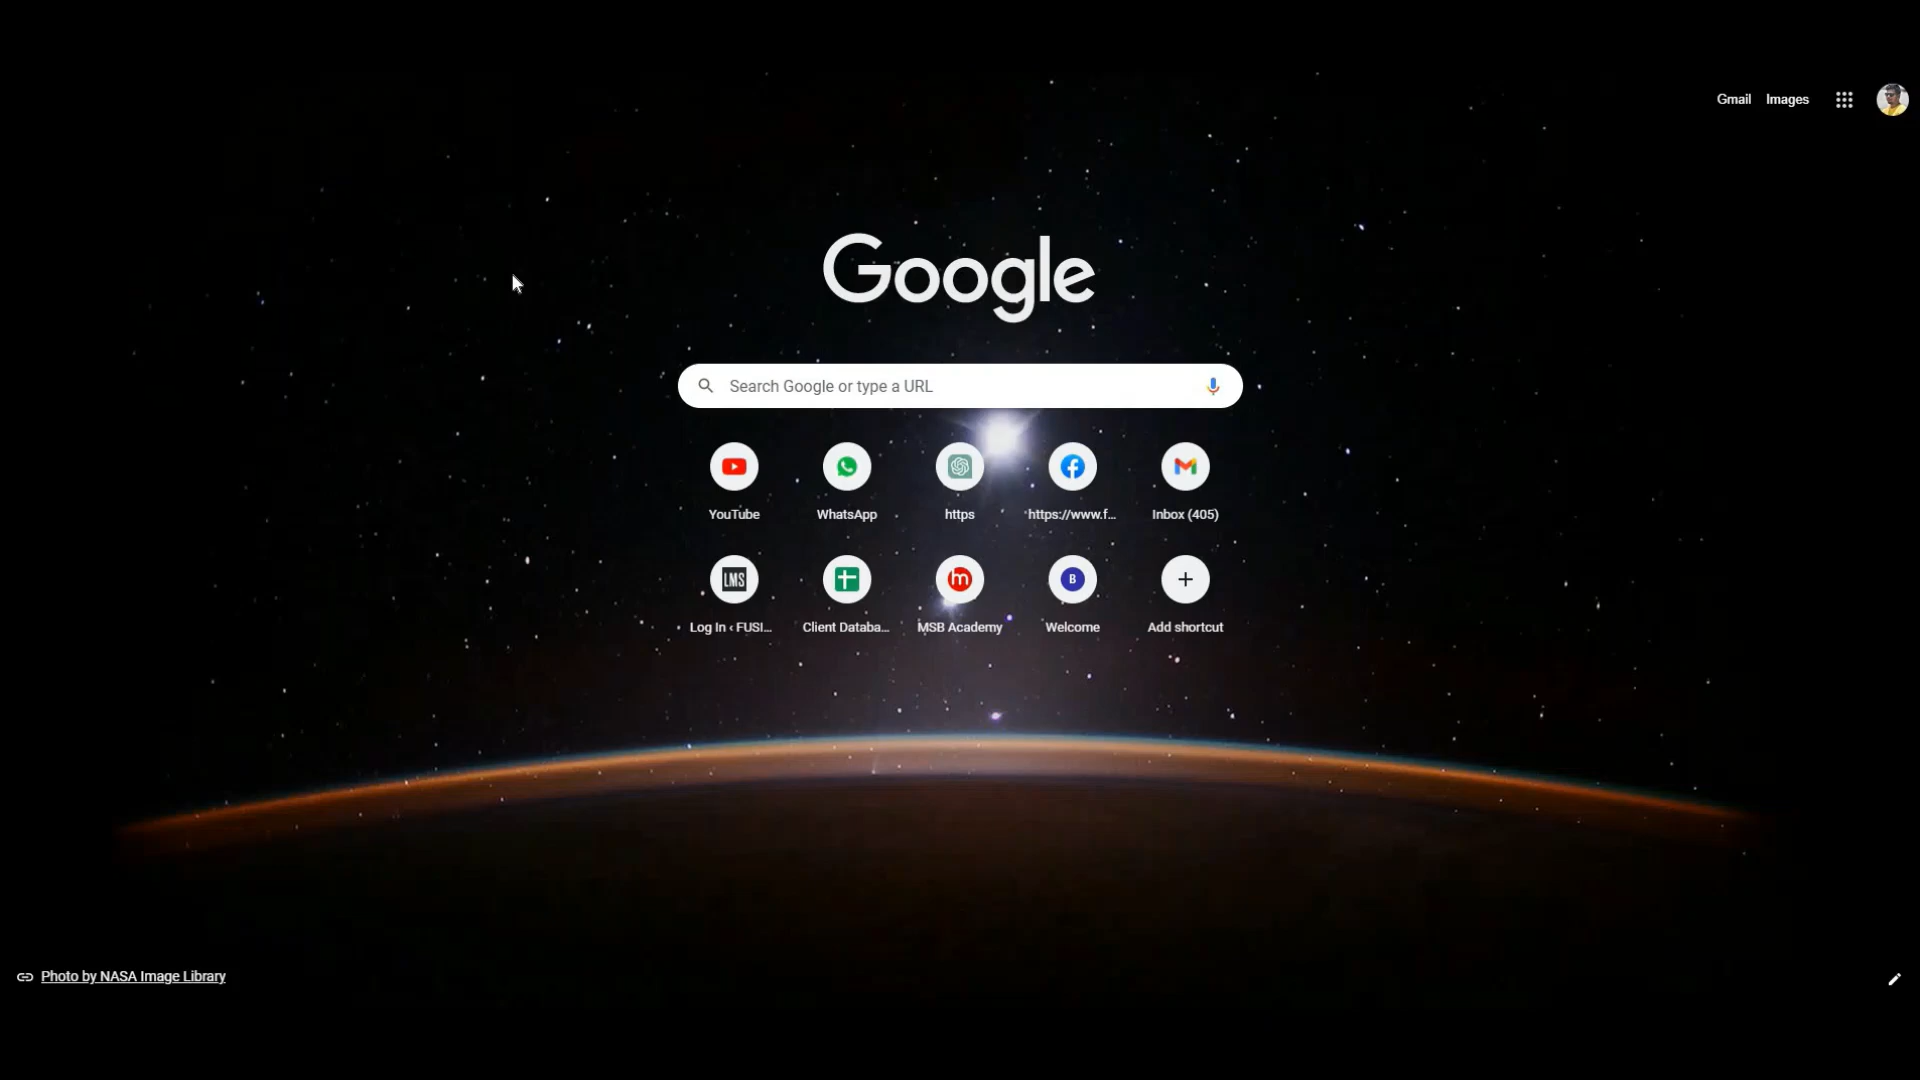 Gmail Images
Google
Search Google or type a URL
YouTube WhatsApp https https://www.f... Inbox (405)
LMS
B
Log In ‹ FUSI... Client Databa... MSB Academy Welcome Add shortcut
Photo by NASA Image Library